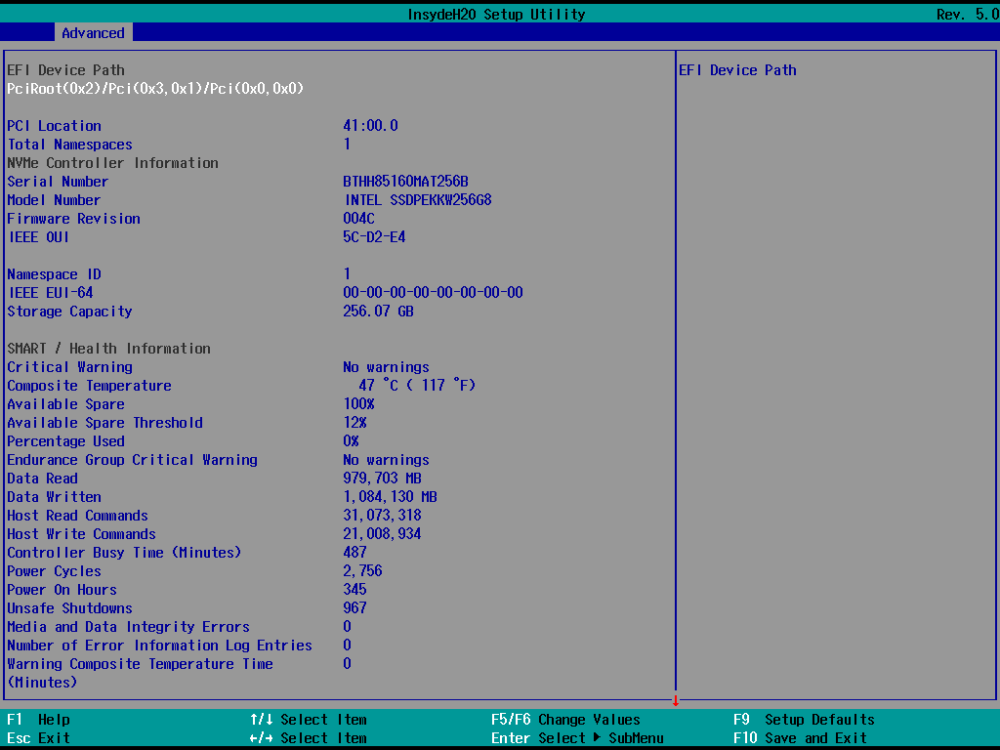 InsydeH20 Setup Utility Rev. 5.0
Advanced
EFI Device Path EFI Device Path
PciRoot(0x2)/Pci(0x3,0x1)/Pci(0x0,0x0)
PCI Location 41:00.0
Total Namespaces 1
NVMe Controller Information
Serial Number BTHH85160MAT256B
Model Number INTEL SSDPEKKW256G8
Firmware Revision 004C
IEEE OUI 5C-D2-E4
Namespace ID 1
IEEE EUI-64 00-00-00-00-00-00-00-00
Storage Capacity 256.07 GB
SMART / Health Information
Critical Warning No warnings
Composite Temperature 47 °C ( 117 °F)
Available Spare 100%
Available Spare Threshold 12%
Percentage Used 0%
Endurance Group Critical Warning No warnings
Data Read 979,703 MB
Data Written 1,084,130 MB
Host Read Commands 31,073,318
Host Write Commands 21,008,934
Controller Busy Time (Minutes) 487
Power Cycles 2,756
Power On Hours 345
Unsafe Shutdowns 967
Media and Data Integrity Errors 0
Number of Error Information Log Entries 0
Warning Composite Temperature Time 0
(Minutes)
F1 Help ↑/↓ Select Item F5/F6 Change Values F9 Setup Defaults
Esc Exit ←/→ Select Item Enter Select ▶ SubMenu F10 Save and Exit